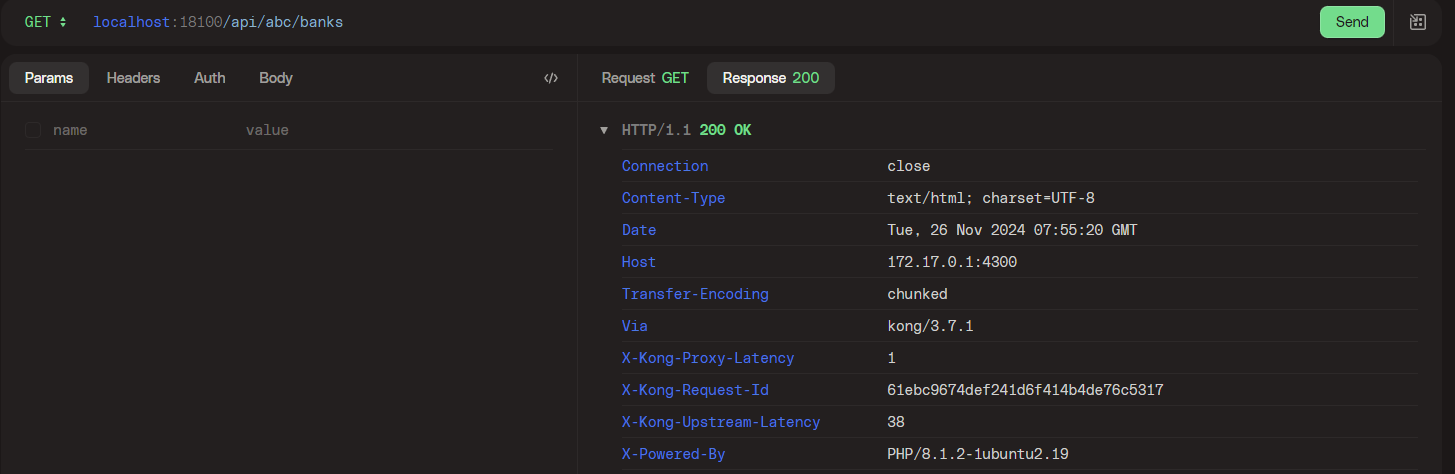 GET localhost:18100/api/abc/banks Send
Params Headers Auth Body </> Request GET Response 200
name value
HTTP/1.1 200 OK
Connection close
Content-Type text/html; charset=UTF-8
Date Tue, 26 Nov 2024 07:55:20 GMT
Host 172.17.0.1:4300
Transfer-Encoding chunked
Via kong/3.7.1
X-Kong-Proxy-Latency 1
X-Kong-Request-Id 61ebc9674def241d6f414b4de76c5317
X-Kong-Upstream-Latency 38
X-Powered-By PHP/8.1.2-1ubuntu2.19